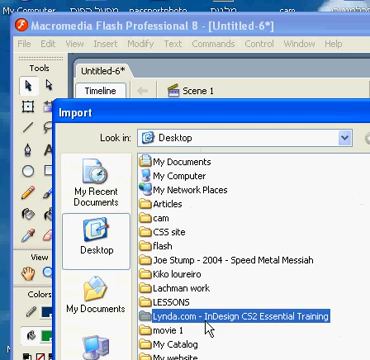 My Computer passportphoto cam
Macromedia Flash Professional 8 - [Untitled-6*]
File Edit View Insert Modify Text Commands Control Window Help
Tools
Untitled-6*
Timeline Scene 1
Import
Look in: Desktop
My Recent Documents
Desktop
My Documents
My Documents
My Computer
My Network Places
Articles
cam
CSS site
flash
Joe Stump - 2004 - Speed Metal Messiah
Kiko loureiro
Lachman work
LESSONS
Lynda.com - InDesign CS2 Essential Training
movie 1
My Catalog
My website
View
Colors